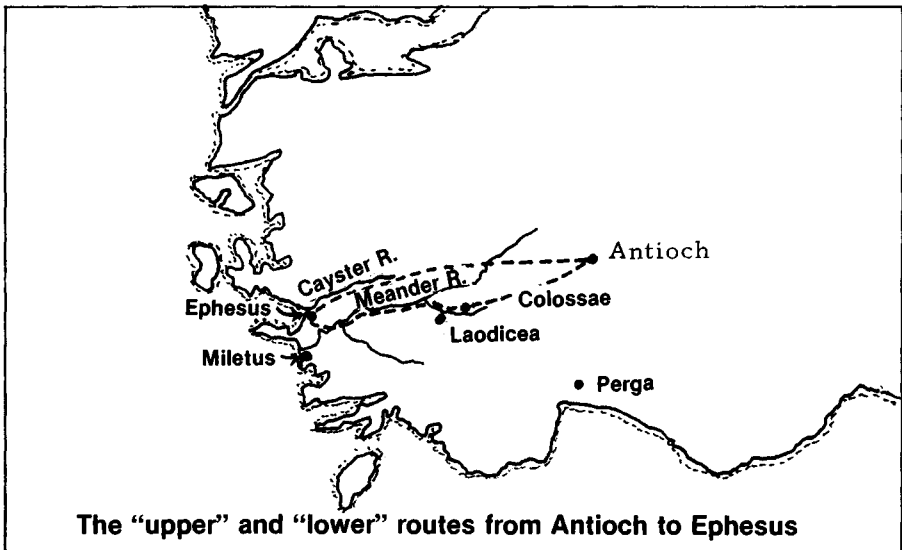 Antioch
Cayster R.
Meander R.
Ephesus
Colossae
Laodicea
Miletus
Perga
The "upper" and "lower" routes from Antioch to Ephesus